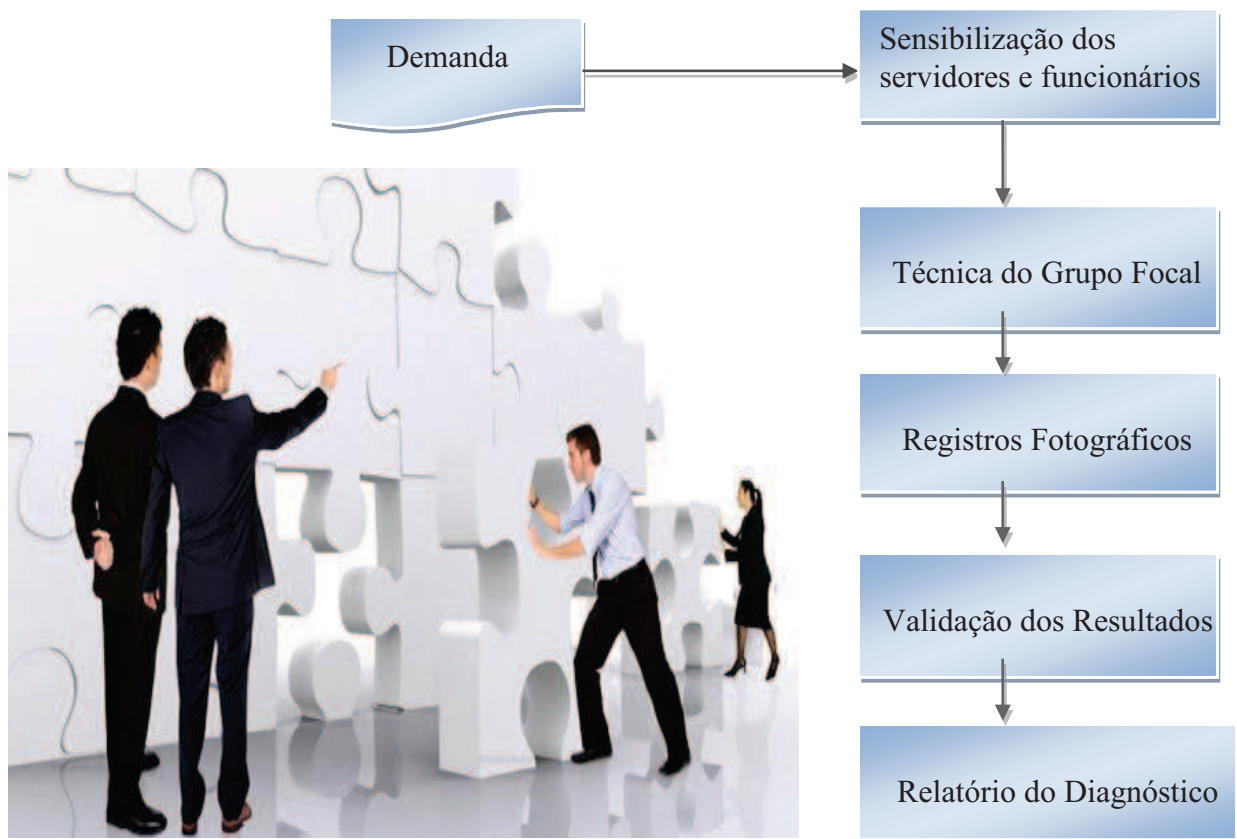 Demanda
Sensibilização dos
servidores e funcionários
Técnica do Grupo Focal
Registros Fotográficos
Validação dos Resultados
Relatório do Diagnóstico